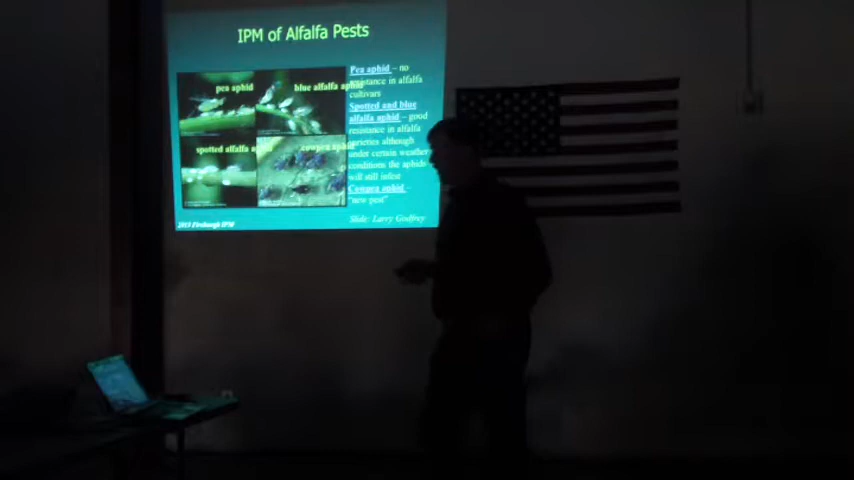 IPM of Alfalfa Pests
pea aphid
blue alfalfa
spotted alfalfa
cowpea aphid
Pea aphid – no
resistance in alfalfa
cultivars
Spotted and blue
alfalfa aphid – good
resistance in alfalfa
varieties although
under certain weather
conditions the aphids
will still infest
Cowpea aphid –
"new pest"
Slide: Larry Godfrey
IPM